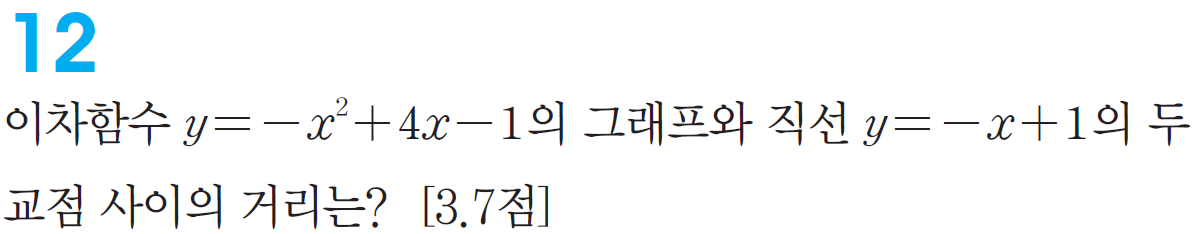 12
이차함수 y=-x²+4x-1의 그래프와 직선 y=-x+1의 두
교점 사이의 거리는? [3.7점]